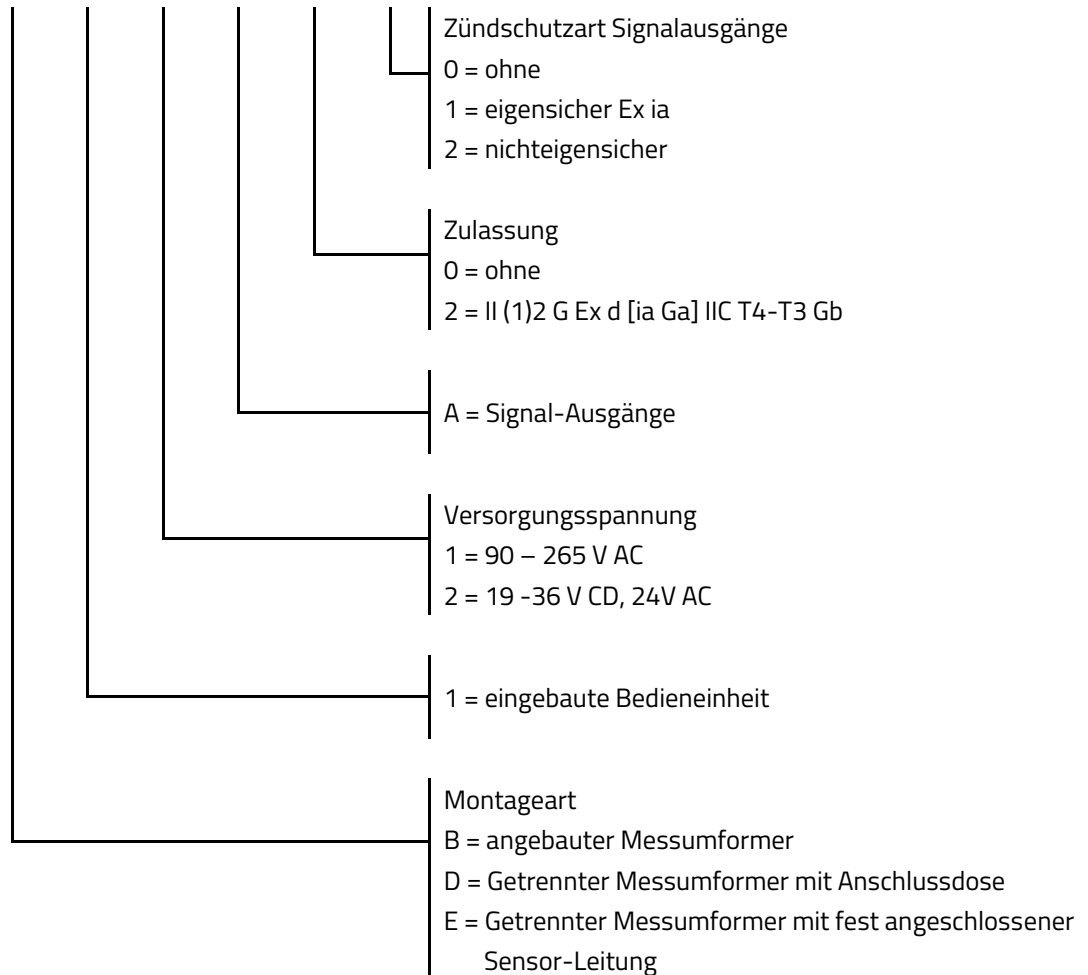 Zündschutzart Signalausgänge
0 = ohne
1 = eigensicher Ex ia
2 = nichteigensicher
Zulassung
0 = ohne
2 = II (1)2 G Ex d [ia Ga] IIC T4-T3 Gb
A = Signal-Ausgänge
Versorgungsspannung
1 = 90 – 265 V AC
2 = 19 -36 V CD, 24V AC
1 = eingebaute Bedieneinheit
Montageart
B = angebauter Messumformer
D = Getrennter Messumformer mit Anschlussdose
E = Getrennter Messumformer mit fest angeschlossener
Sensor-Leitung